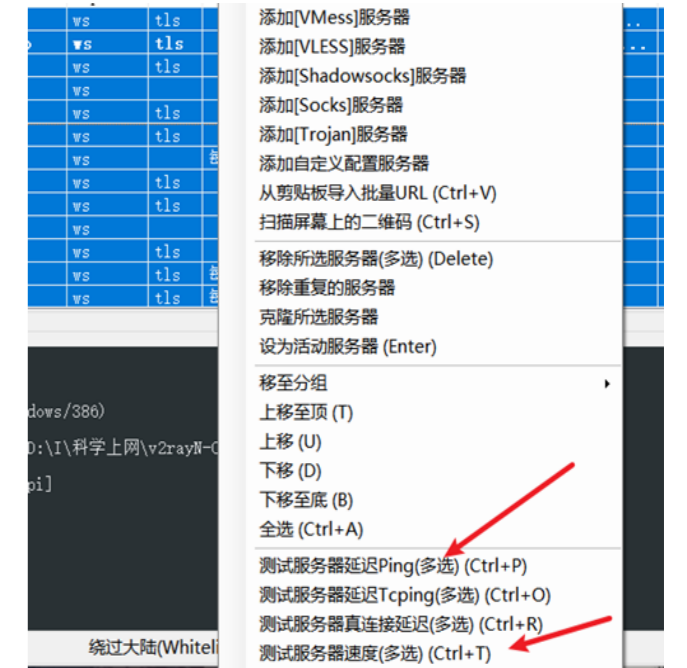 ws tls
ws tls
ws tls
ws
ws tls
ws tls
ws
ws tls
ws tls
ws
ws tls
ws tls
ws tls
dows/386)
D:\I\科学上网\v2rayN-C
pi]
绕过大陆(Whiteli
添加[VMess]服务器
添加[VLESS]服务器
添加[Shadowsocks]服务器
添加[Socks]服务器
添加[Trojan]服务器
添加自定义配置服务器
从剪贴板导入批量URL (Ctrl+V)
扫描屏幕上的二维码 (Ctrl+S)
移除所选服务器(多选) (Delete)
移除重复的服务器
克隆所选服务器
设为活动服务器 (Enter)
移至分组
上移至顶 (T)
上移 (U)
下移 (D)
下移至底 (B)
全选 (Ctrl+A)
测试服务器延迟Ping(多选) (Ctrl+P)
测试服务器延迟Tcping(多选) (Ctrl+O)
测试服务器真连接延迟(多选) (Ctrl+R)
测试服务器速度(多选) (Ctrl+T)